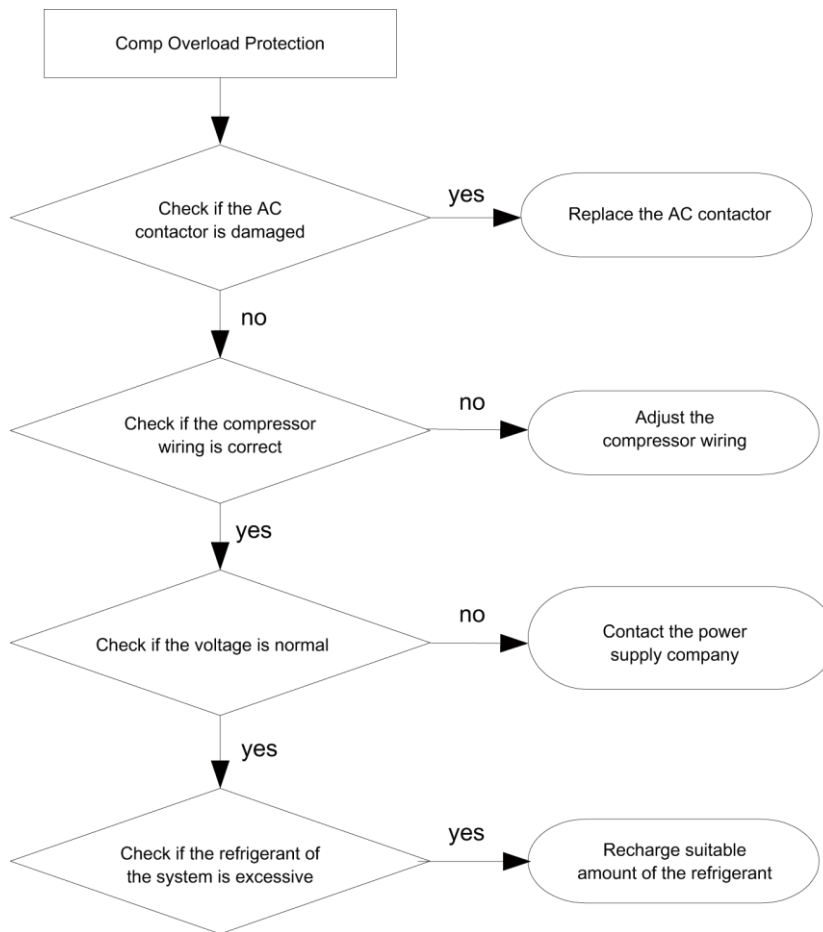 Comp Overload Protection
Check if the AC
contactor is damaged
yes
Replace the AC contactor
no
Check if the compressor
wiring is correct
no
Adjust the
compressor wiring
yes
Check if the voltage is normal
no
Contact the power
supply company
yes
Check if the refrigerant of
the system is excessive
yes
Recharge suitable
amount of the refrigerant